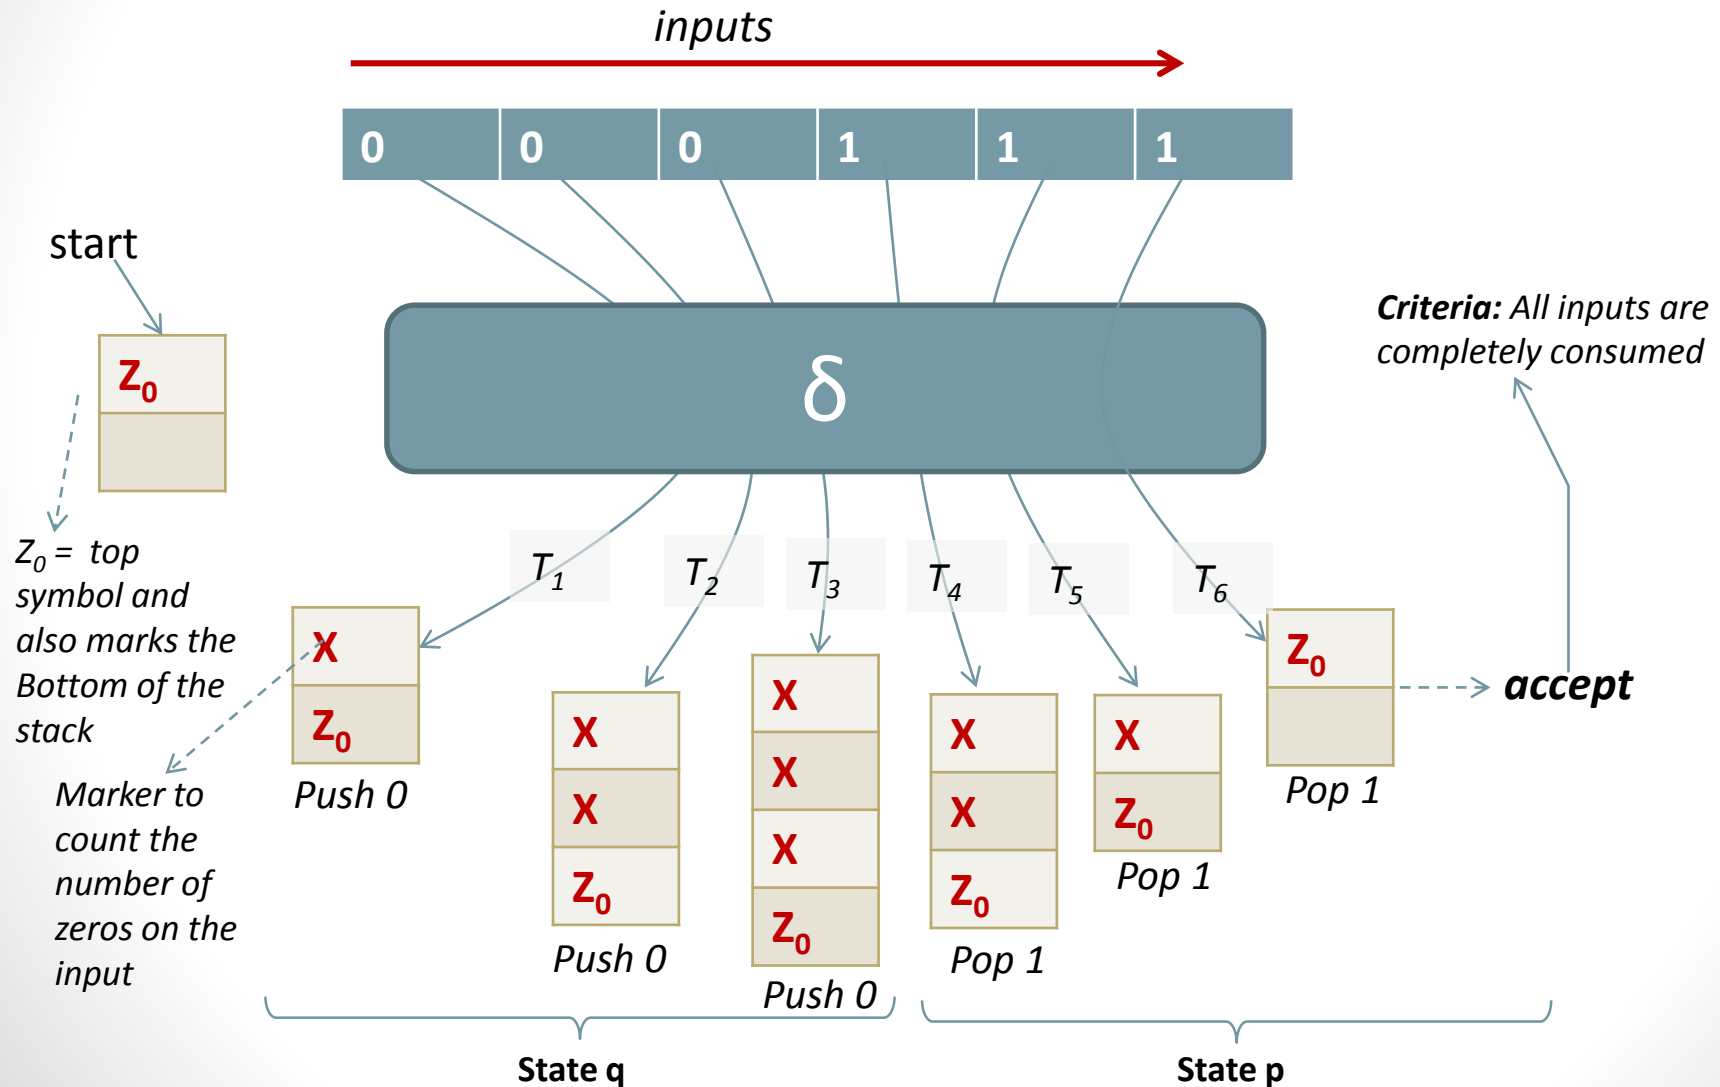 inputs
0 0 0 1 1 1
start
Z0
δ
Criteria: All inputs are
completely consumed
Z0 = top
symbol and
also marks the
Bottom of the
stack
T1 T2 T3 T4 T5 T6
X
Z0
Push 0
X
X
Z0
Push 0
X
X
X
Z0
Push 0
X
X
Z0
Pop 1
X
Z0
Pop 1
Z0
Pop 1
accept
Marker to
count the
number of
zeros on the
input
State q
State p